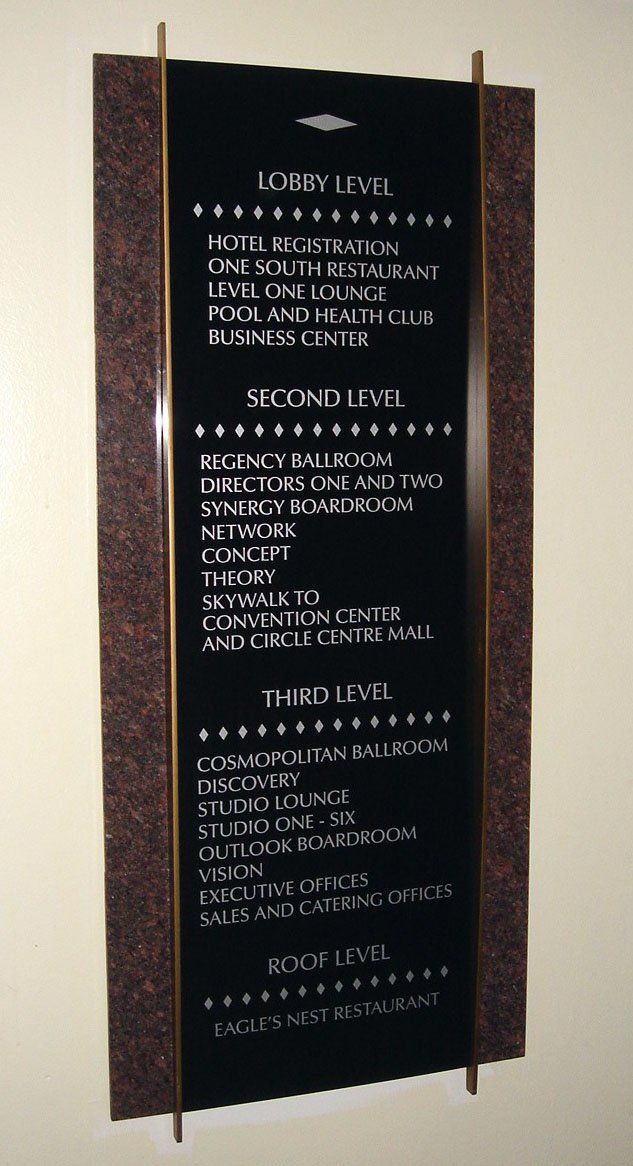 LOBBY LEVEL
HOTEL REGISTRATION
ONE SOUTH RESTAURANT
LEVEL ONE LOUNGE
POOL AND HEALTH CLUB
BUSINESS CENTER
SECOND LEVEL
REGENCY BALLROOM
DIRECTORS ONE AND TWO
SYNERGY BOARDROOM
NETWORK
CONCEPT
THEORY
SKYWALK TO
CONVENTION CENTER
AND CIRCLE CENTRE MALL
THIRD LEVEL
COSMOPOLITAN BALLROOM
DISCOVERY
STUDIO LOUNGE
STUDIO ONE - SIX
OUTLOOK BOARDROOM
VISION
EXECUTIVE OFFICES
SALES AND CATERING OFFICES
ROOF LEVEL
EAGLE'S NEST RESTAURANT